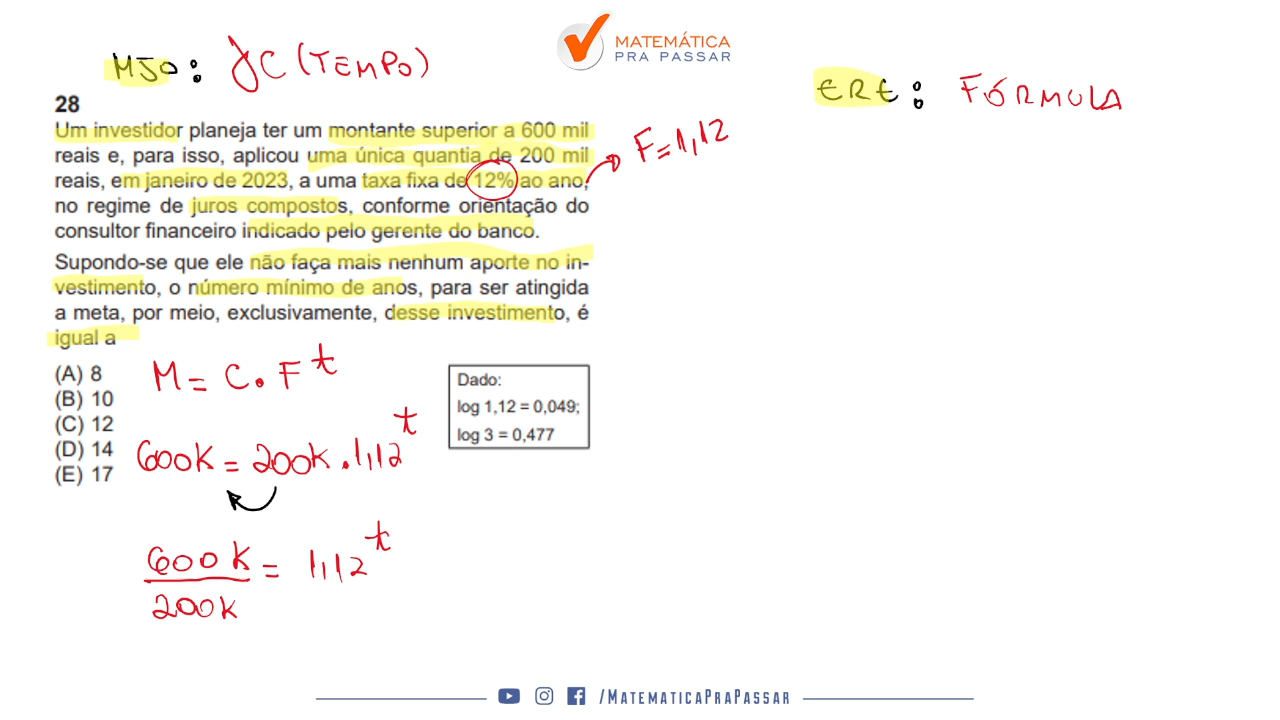 MATEMÁTICA
PRA PASSAR
MJO: JC (TEMPO)
ERE: FÓRMULA
28
Um investidor planeja ter um montante superior a 600 mil
reais e, para isso, aplicou uma única quantia de 200 mil
reais, em janeiro de 2023, a uma taxa fixa de 12% ao ano,
no regime de juros compostos, conforme orientação do
consultor financeiro indicado pelo gerente do banco.
F=1,12
Supondo-se que ele não faça mais nenhum aporte no in-
vestimento, o número mínimo de anos, para ser atingida
a meta, por meio, exclusivamente, desse investimento, é
igual a
(A) 8
(B) 10
(C) 12
(D) 14
(E) 17
Dado:
log 1,12 = 0,049;
log 3 = 0,477
M = C . F^t
600K = 200K . 1,12^t
600K / 200K = 1,12^t
/MATEMATICAPRAPASSAR